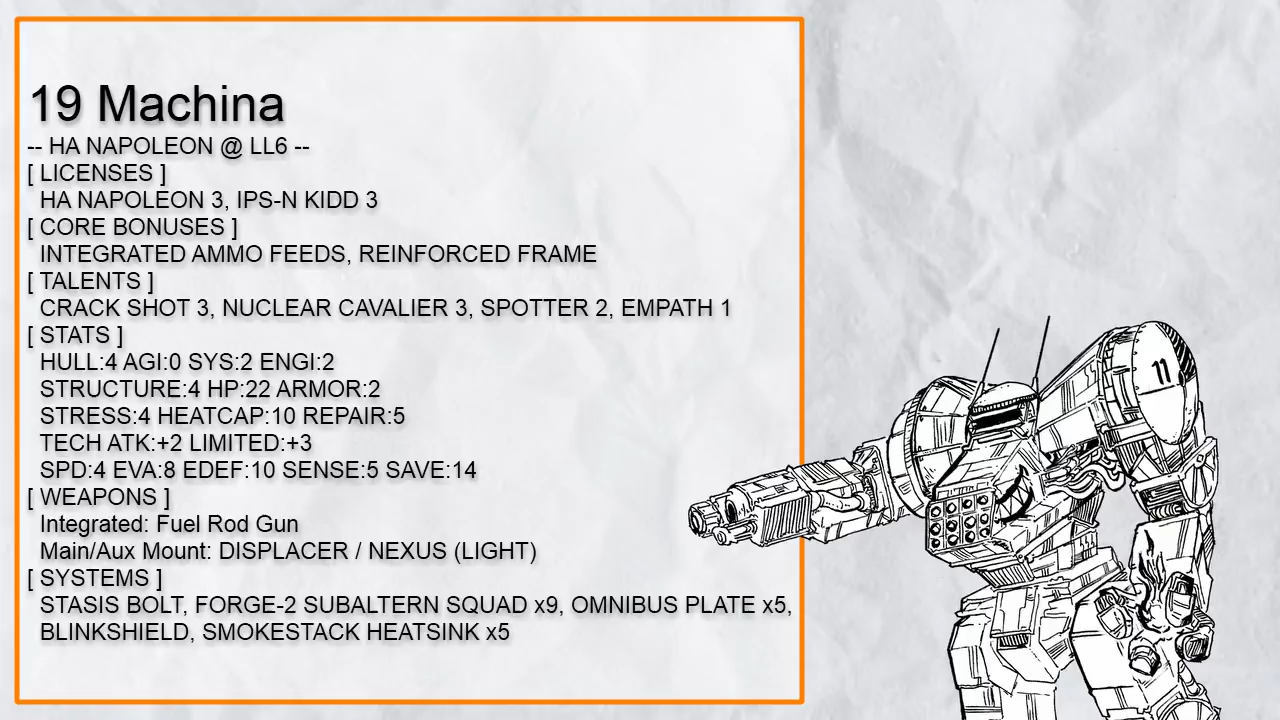 19 Machina
-- HA NAPOLEON @ LL6 --
[ LICENSES ]
HA NAPOLEON 3, IPS-N KIDD 3
[ CORE BONUSES ]
INTEGRATED AMMO FEEDS, REINFORCED FRAME
[ TALENTS ]
CRACK SHOT 3, NUCLEAR CAVALIER 3, SPOTTER 2, EMPATH 1
[ STATS ]
HULL:4 AGI:0 SYS:2 ENGI:2
STRUCTURE:4 HP:22 ARMOR:2
STRESS:4 HEATCAP:10 REPAIR:5
TECH ATK:+2 LIMITED:+3
SPD:4 EVA:8 EDEF:10 SENSE:5 SAVE:14
[ WEAPONS ]
Integrated: Fuel Rod Gun
Main/Aux Mount: DISPLACER / NEXUS (LIGHT)
[ SYSTEMS ]
STASIS BOLT, FORGE-2 SUBALTERN SQUAD x9, OMNIBUS PLATE x5,
BLINKSHIELD, SMOKESTACK HEATSINK x5
11